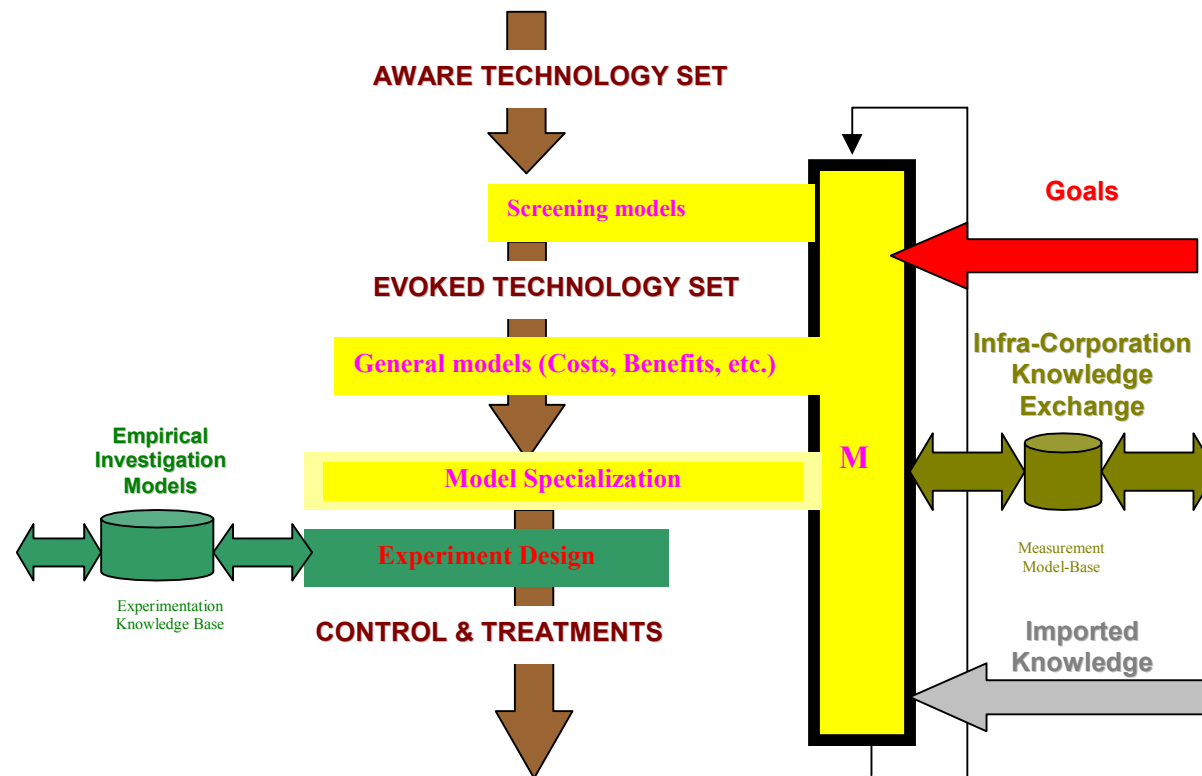 AWARE TECHNOLOGY SET
Screening models
Goals
EVOKED TECHNOLOGY SET
General models (Costs, Benefits, etc.)
Infra-Corporation
Knowledge
Exchange
Empirical
Investigation
Models
Model Specialization
M
Experiment Design
Measurement
Model-Base
Experimentation
Knowledge Base
CONTROL & TREATMENTS
Imported
Knowledge